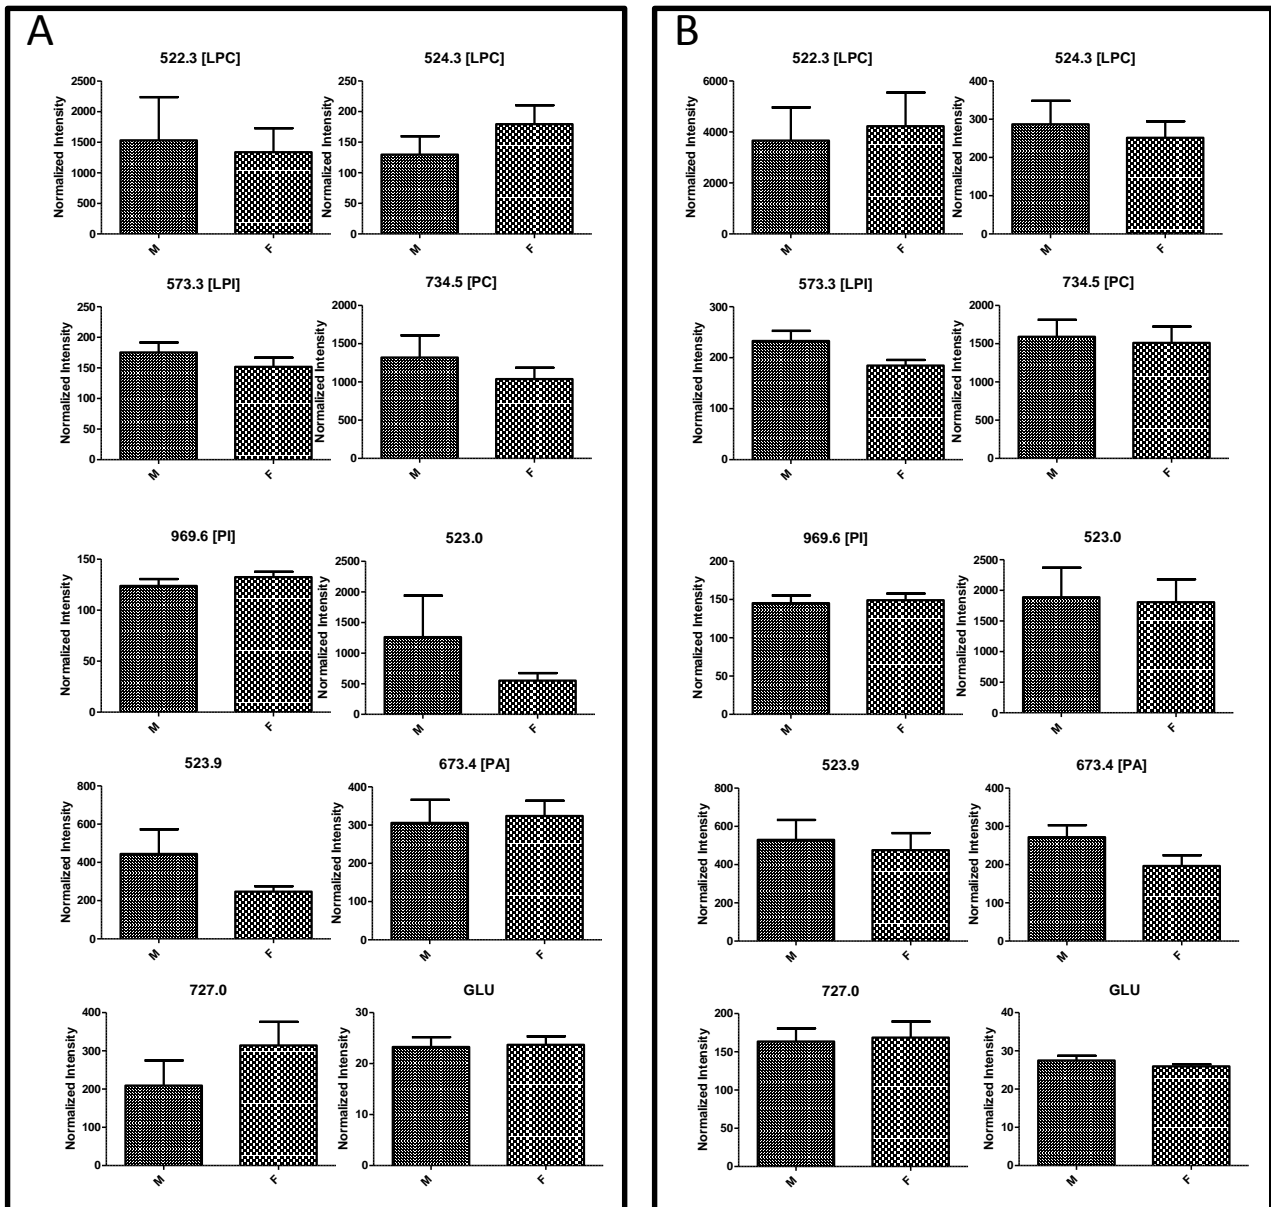 A
522.3 [LPC]
Normalized Intensity
2500
2000
1500
1000
500
0
M
F
524.3 [LPC]
Normalized Intensity
250
200
150
100
50
0
M
F
573.3 [LPI]
Normalized Intensity
250
200
150
100
50
0
M
F
734.5 [PC]
Normalized Intensity
2000
1500
1000
500
0
M
F
969.6 [PI]
Normalized Intensity
150
100
50
0
M
F
523.0
Normalized Intensity
2500
2000
1500
1000
500
0
M
F
523.9
Normalized Intensity
800
600
400
200
0
M
F
673.4 [PA]
Normalized Intensity
400
300
200
100
0
M
F
727.0
Normalized Intensity
400
300
200
100
0
M
F
GLU
Normalized Intensity
30
20
10
0
M
F
B
522.3 [LPC]
Normalized Intensity
6000
4000
2000
0
M
F
524.3 [LPC]
Normalized Intensity
400
300
200
100
0
M
F
573.3 [LPI]
Normalized Intensity
300
200
100
0
M
F
734.5 [PC]
Normalized Intensity
2000
1500
1000
500
0
M
F
969.6 [PI]
Normalized Intensity
200
150
100
50
0
M
F
523.0
Normalized Intensity
2500
2000
1500
1000
500
0
M
F
523.9
Normalized Intensity
800
600
400
200
0
M
F
673.4 [PA]
Normalized Intensity
400
300
200
100
0
M
F
727.0
Normalized Intensity
200
150
100
50
0
M
F
GLU
Normalized Intensity
40
30
20
10
0
M
F